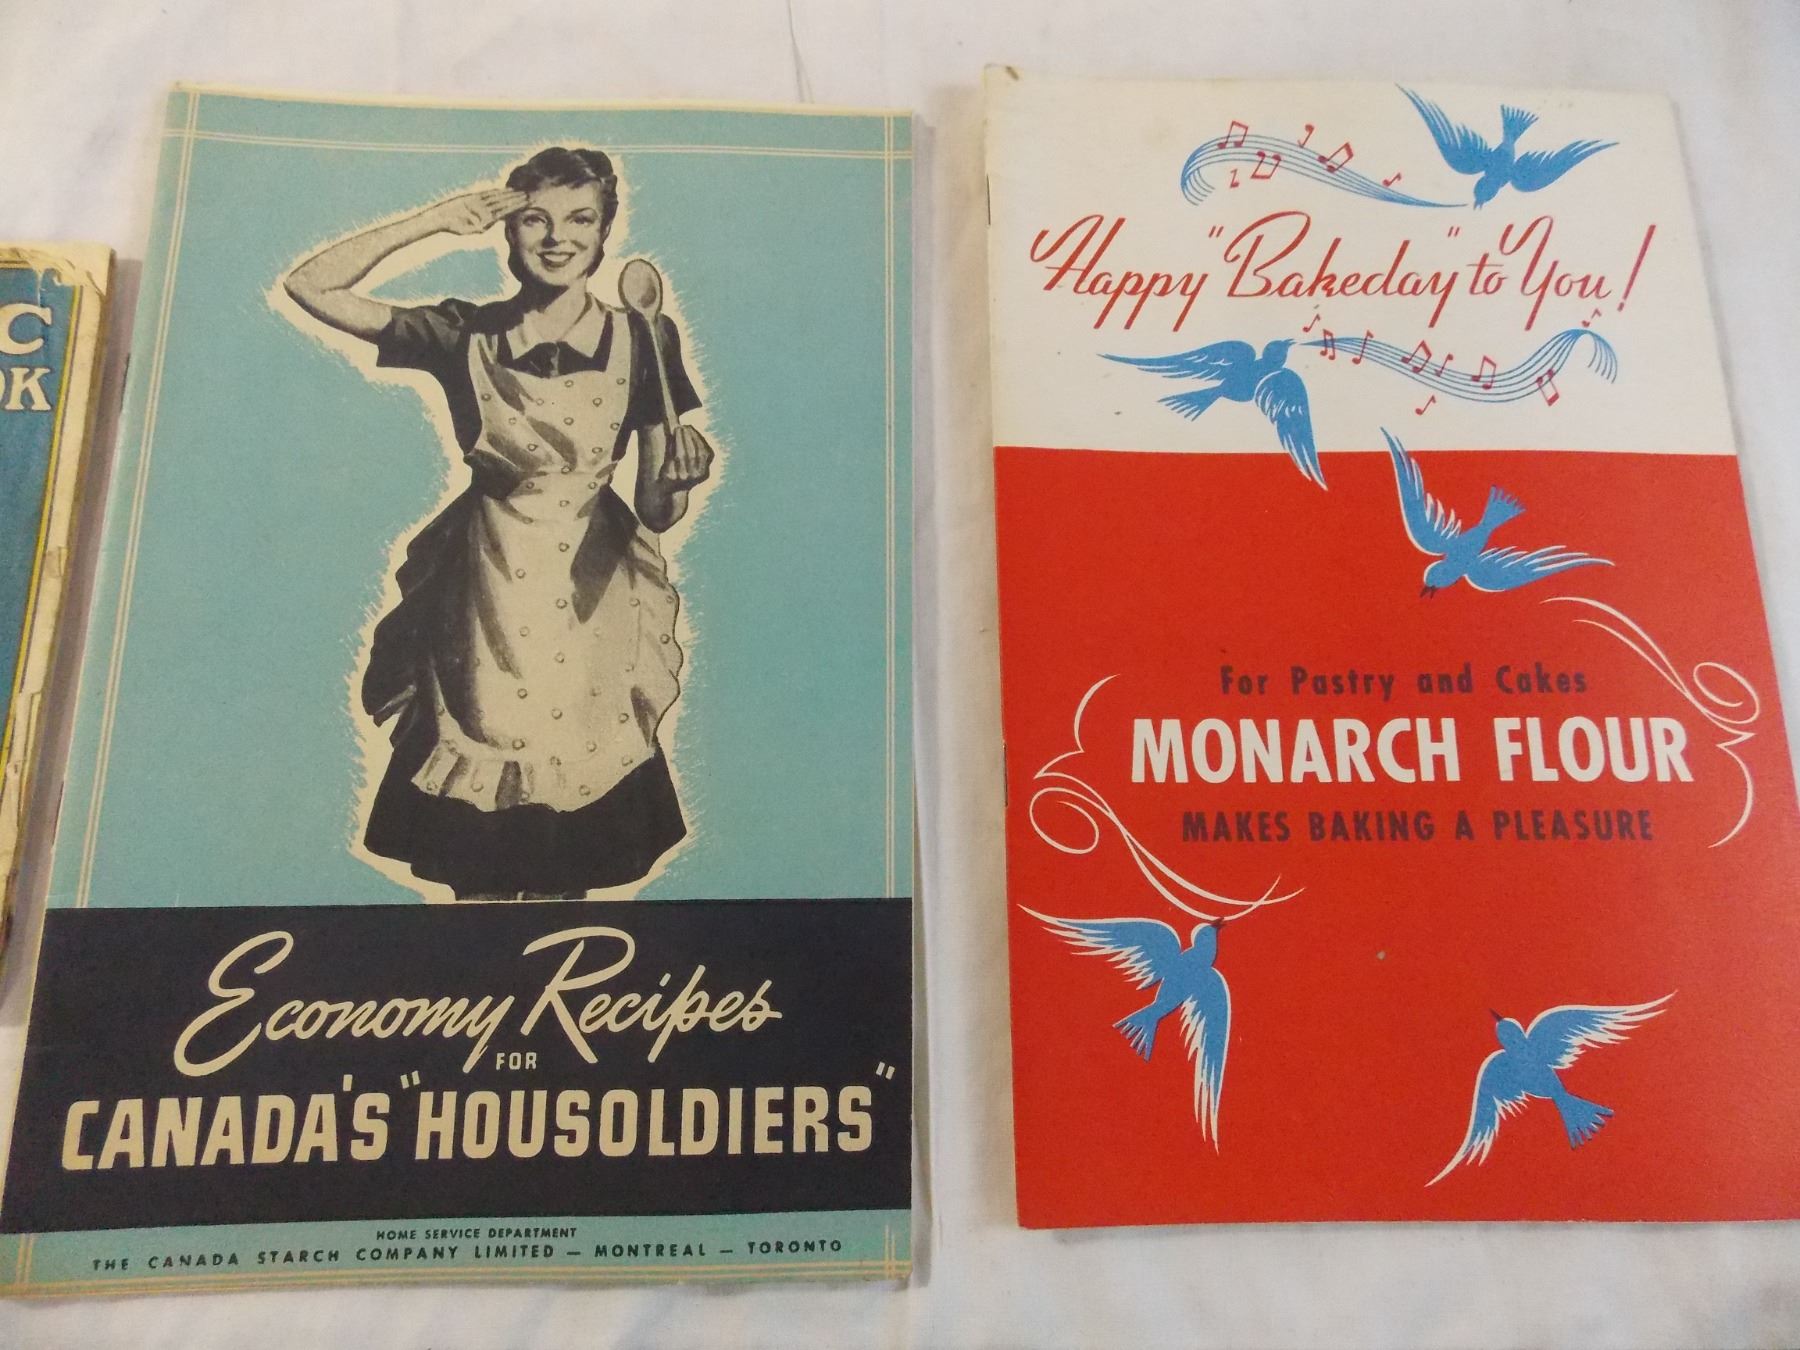 C
OK
Economy Recipes
FOR
CANADA'S "HOUSOLDIERS"
HOME SERVICE DEPARTMENT
THE CANADA STARCH COMPANY LIMITED — MONTREAL — TORONTO
Happy "Bakeday" to You!
For Pastry and Cakes
MONARCH FLOUR
MAKES BAKING A PLEASURE